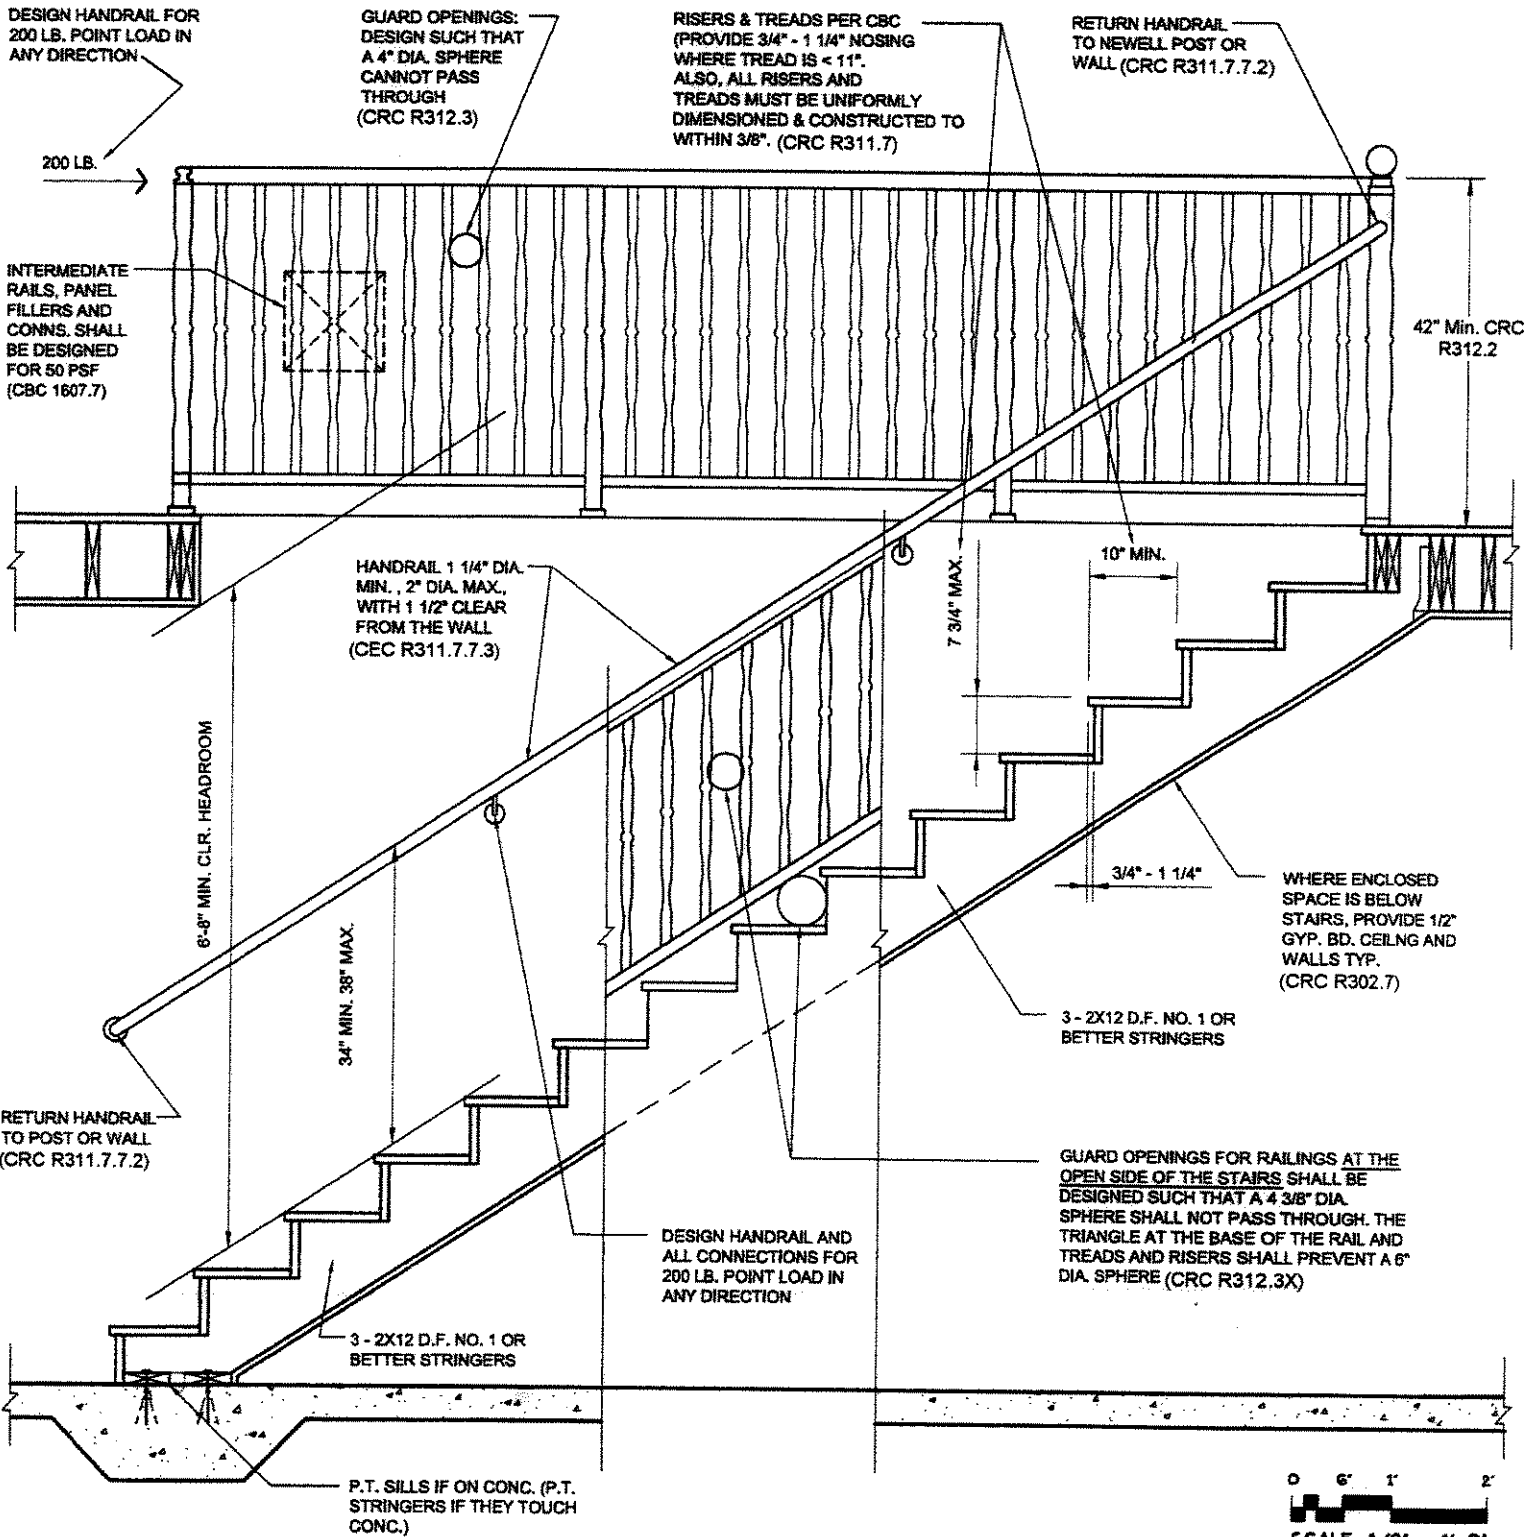 DESIGN HANDRAIL FOR
200 LB. POINT LOAD IN
ANY DIRECTION
GUARD OPENINGS:
DESIGN SUCH THAT
A 4" DIA. SPHERE
CANNOT PASS
THROUGH
(CRC R312.3)
RISERS & TREADS PER CBC
(PROVIDE 3/4" - 1 1/4" NOSING
WHERE TREAD IS < 11".
ALSO, ALL RISERS AND
TREADS MUST BE UNIFORMLY
DIMENSIONED & CONSTRUCTED TO
WITHIN 3/8". (CRC R311.7)
RETURN HANDRAIL
TO NEWELL POST OR
WALL (CRC R311.7.7.2)
200 LB.
INTERMEDIATE
RAILS, PANEL
FILLERS AND
CONNS. SHALL
BE DESIGNED
FOR 50 PSF
(CBC 1607.7)
42" Min. CRC
R312.2
HANDRAIL 1 1/4" DIA.
MIN. , 2" DIA. MAX.,
WITH 1 1/2" CLEAR
FROM THE WALL
(CEC R311.7.7.3)
7 3/4" MAX.
10" MIN.
6'-8" MIN. CLR. HEADROOM
34" MIN. 38" MAX.
3/4" - 1 1/4"
WHERE ENCLOSED
SPACE IS BELOW
STAIRS, PROVIDE 1/2"
GYP. BD. CEILNG AND
WALLS TYP.
(CRC R302.7)
3 - 2X12 D.F. NO. 1 OR
BETTER STRINGERS
RETURN HANDRAIL
TO POST OR WALL
(CRC R311.7.7.2)
GUARD OPENINGS FOR RAILINGS AT THE
OPEN SIDE OF THE STAIRS SHALL BE
DESIGNED SUCH THAT A 4 3/8" DIA.
SPHERE SHALL NOT PASS THROUGH. THE
TRIANGLE AT THE BASE OF THE RAIL AND
TREADS AND RISERS SHALL PREVENT A 6"
DIA. SPHERE (CRC R312.3X)
DESIGN HANDRAIL AND
ALL CONNECTIONS FOR
200 LB. POINT LOAD IN
ANY DIRECTION
3 - 2X12 D.F. NO. 1 OR
BETTER STRINGERS
P.T. SILLS IF ON CONC. (P.T.
STRINGERS IF THEY TOUCH
CONC.)
0 6" 1' 2'